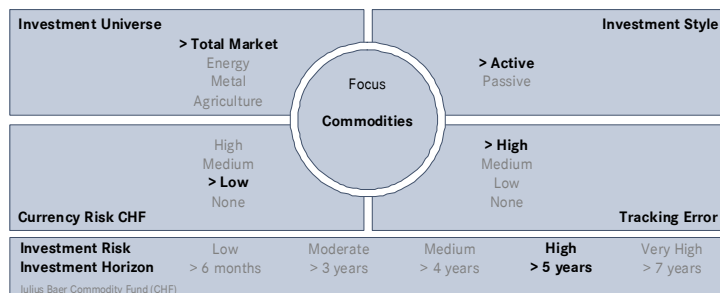 Investment Universe
> Total Market
Energy
Metal
Agriculture
Investment Style
> Active
Passive
Focus
Commodities
High
Medium
> Low
None
Currency Risk CHF
> High
Medium
Low
None
Tracking Error
Investment Risk Low Moderate Medium High Very High
Investment Horizon > 6 months > 3 years > 4 years > 5 years > 7 years
Julius Baer Commodity Fund (CHF)